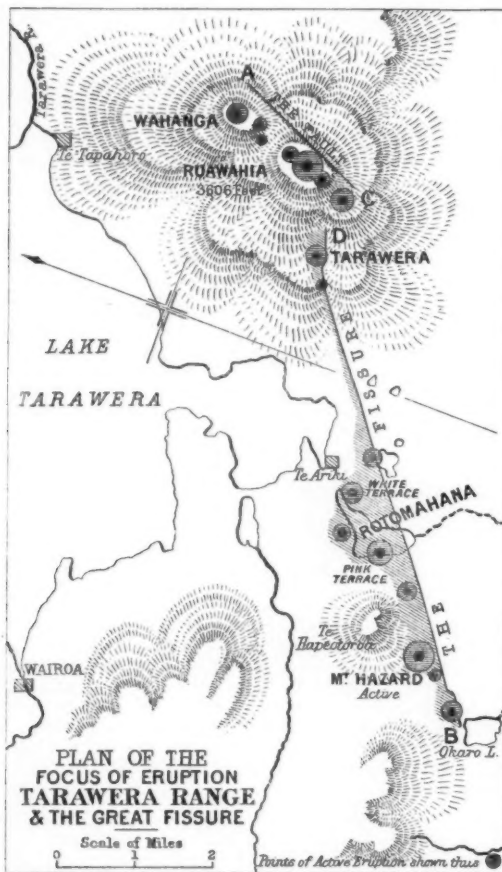 Tarawera R.
A
WAHANGA
THE RIFT
Te Tapahoro
RUAWAHIA
3606 feet
C
D
TARAWERA
LAKE
TARAWERA
THE FISSURE
Te Ariki
WHITE
TERRACE
ROTOMAHANA
PINK
TERRACE
Te
Hapeotoroa
WAIROA
Mt HAZARD
Active
B
Okaro L.
PLAN OF THE
FOCUS OF ERUPTION
TARAWERA RANGE
& THE GREAT FISSURE
Scale of Miles
0 1 2
Points of Active Eruption shown thus